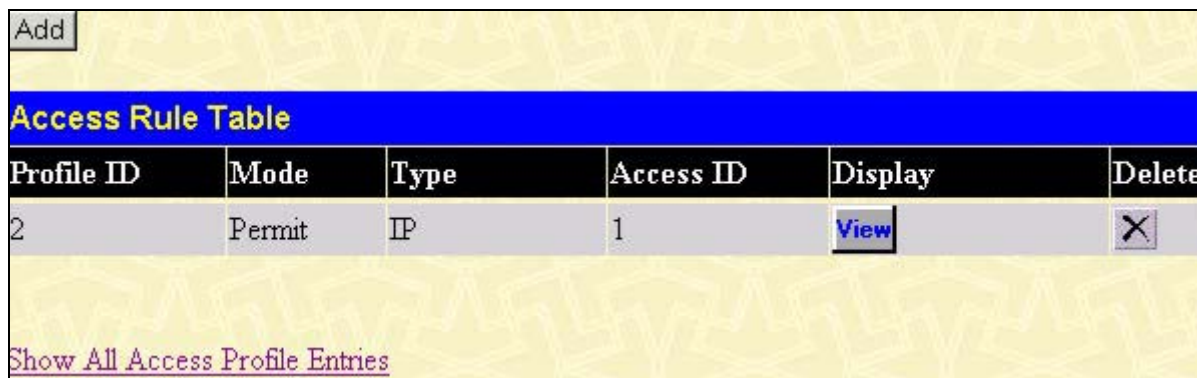 Add
Access Rule Table
Profile ID Mode Type Access ID Display Delete
2 Permit IP 1 View
Show All Access Profile Entries